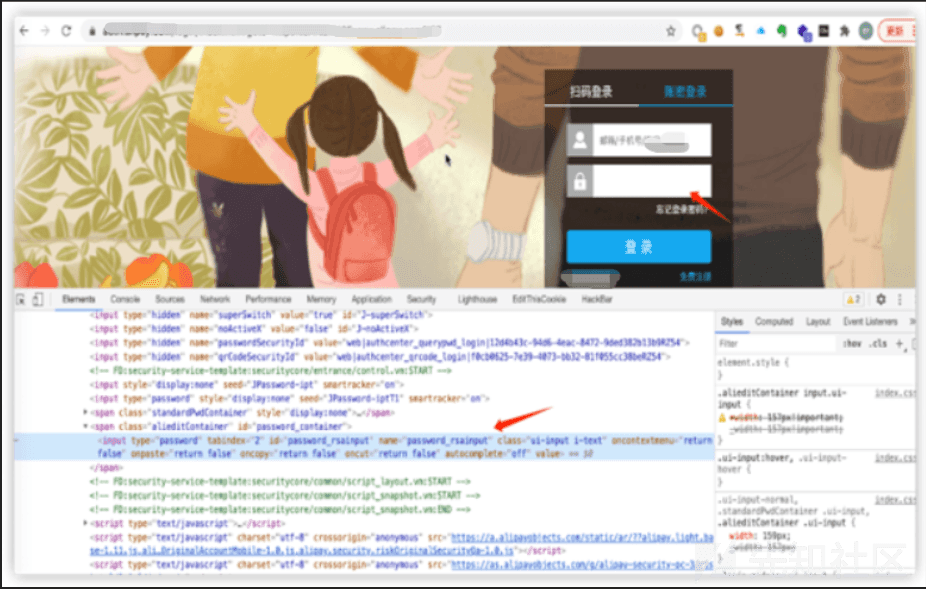 更新
扫码登录
账密登录
邮箱/手机号
忘记登录密码?
登 录
免费注册
Elements Console Sources Network Performance Memory Application Security Lighthouse EditThisCookie HackBar
2
<input type="hidden" name="superSwitch" value="true" id="J-superSwitch">
<input type="hidden" name="noActiveX" value="false" id="J-noActiveX">
<input type="hidden" name="passwordSecurityId" value="web|authcenter_querypwd_login|12d4b43c-94d6-4eac-8472-9ded382b13b9RZ54">
<input type="hidden" name="qrCodeSecurityId" value="web|authcenter_qrcode_login|f0cb0625-7e39-4073-bb32-01f055cc38beRZ54">
<!-- FD:security-service-template:securitycore/entrance/control.vm:START -->
<input style="display:none" seed="JPassword-ipt" smartracker="on">
<input type="password" style="display:none" seed="JPassword-iptT1" smartracker="on">
<span class="standardPwdContainer" style="display:none">…</span>
<span class="alieditContainer" id="password_container">
<input type="password" tabindex="2" id="password_rsainput" name="password_rsainput" class="ui-input i-text" oncontextmenu="return
false" onpaste="return false" oncopy="return false" oncut="return false" autocomplete="off" value> == $0
</span>
<!-- FD:security-service-template:securitycore/common/script_layout.vm:START -->
<!-- FD:security-service-template:securitycore/common/script_snapshot.vm:START -->
<!-- FD:security-service-template:securitycore/common/script_snapshot.vm:END -->
<script type="text/javascript">…</script>
<script type="text/javascript" charset="utf-8" crossorigin="anonymous" src="https://a.alipayobjects.com/static/ar/??alipay.light.ba
se-1.11.js,ali…OriginalAccountMobile-1.0.js,alipay.security.riskOriginalSecurityQa-1.0.js"></script>
<script type="text/javascript" charset="utf-8" crossorigin="anonymous" src="https://as.alipayobjects.com/g/alipay-security-pc-3/
Styles Computed Layout Event Listeners »
Filter :hov .cls +
element.style {
}
.alieditContainer input.ui-input { index.css
width: 157px!important;
_width: 157px!important;
}
.ui-input:hover, .ui-input-hover { index.css
}
.ui-input-normal, index.css
.standardPwdContainer .ui-input,
.alieditContainer .ui-input {
width: 159px;
_width: 157px;
先知社区